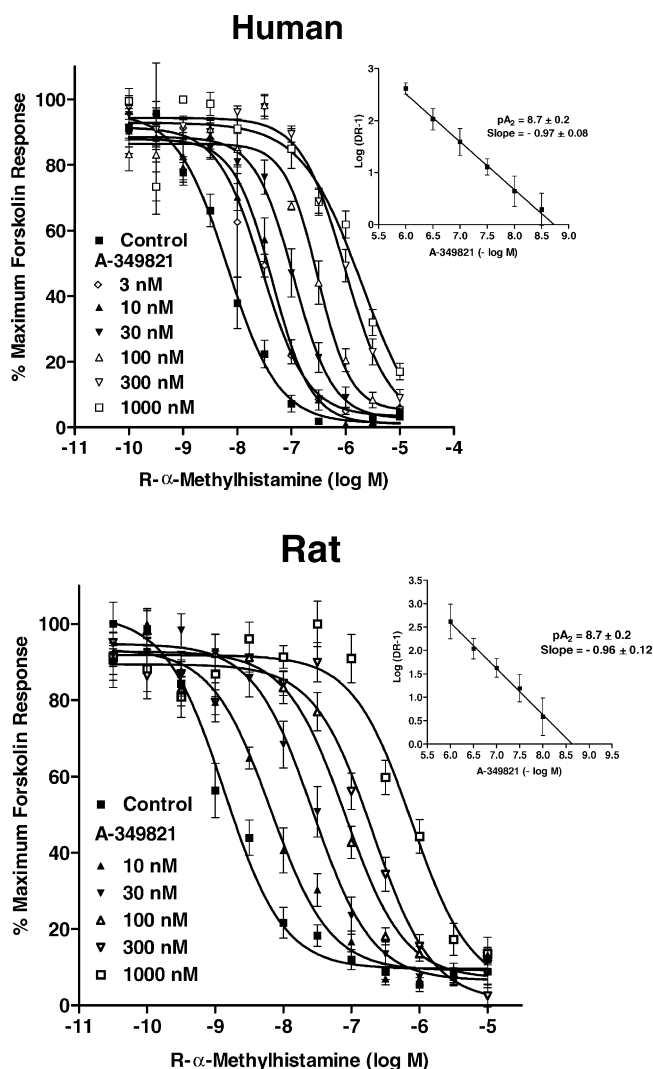 Human
% Maximum Forskolin Response
100
80
60
40
20
0
-11 -10 -9 -8 -7 -6 -5 -4
R-α-Methylhistamine (log M)
Control
A-349821
3 nM
10 nM
30 nM
100 nM
300 nM
1000 nM
Log (DR-1)
3
2
1
0
5.5 6.0 6.5 7.0 7.5 8.0 8.5 9.0
A-349821 (- log M)
pA2 = 8.7 ± 0.2
Slope = - 0.97 ± 0.08
Rat
% Maximum Forskolin Response
100
80
60
40
20
0
-11 -10 -9 -8 -7 -6 -5
R-α-Methylhistamine (log M)
Control
A-349821
10 nM
30 nM
100 nM
300 nM
1000 nM
Log (DR-1)
3.5
3.0
2.5
2.0
1.5
1.0
0.5
0.0
5.5 6.0 6.5 7.0 7.5 8.0 8.5 9.0 9.5
A-349821 (- log M)
pA2 = 8.7 ± 0.2
Slope = - 0.96 ± 0.12